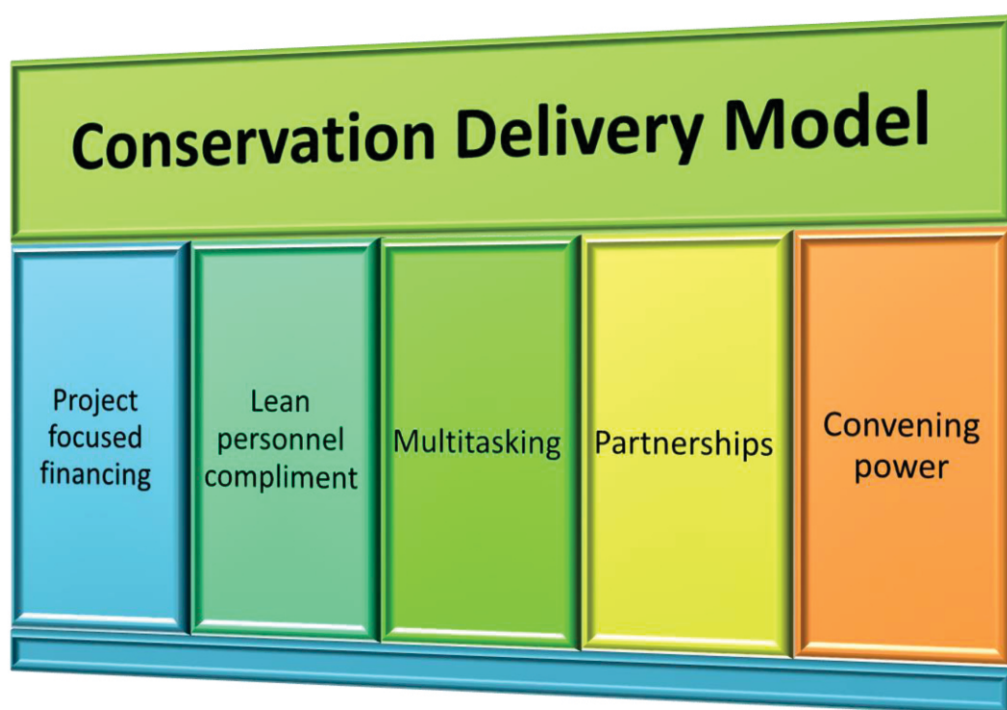 Conservation Delivery Model
Project
focused
financing
Lean
personnel
compliment
Multitasking
Partnerships
Convening
power